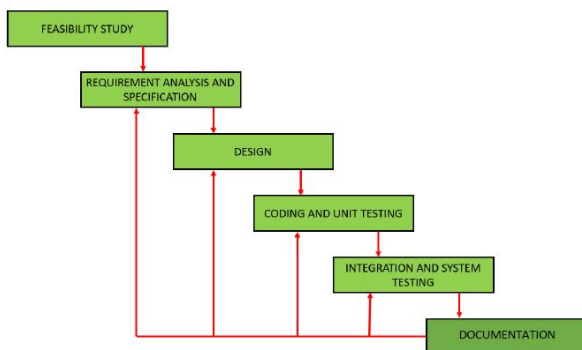 FEASIBILITY STUDY
REQUIREMENT ANALYSIS AND
SPECIFICATION
DESIGN
CODING AND UNIT TESTING
INTEGRATION AND SYSTEM
TESTING
DOCUMENTATION